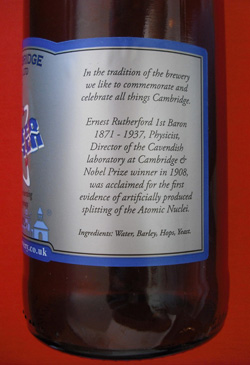 In the tradition of the brewery
we like to commemorate and
celebrate all things Cambridge.
Ernest Rutherford 1st Baron
1871 - 1937, Physicist,
Director of the Cavendish
laboratory at Cambridge &
Nobel Prize winner in 1908,
was acclaimed for the first
evidence of artificially produced
splitting of the Atomic Nuclei.
Ingredients: Water, Barley, Hops, Yeast.